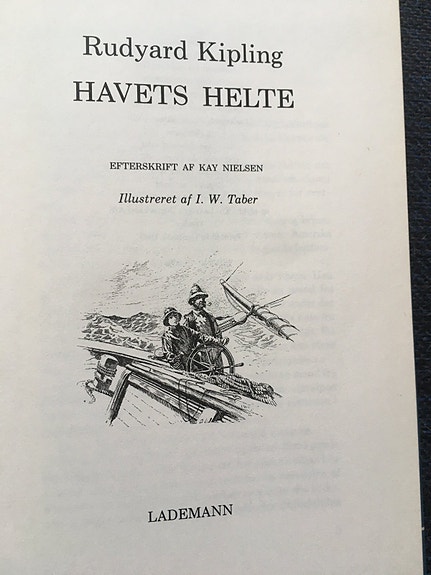 Rudyard Kipling
HAVETS HELTE
EFTERSKRIFT AF KAY NIELSEN
Illustreret af I. W. Taber
LADEMANN